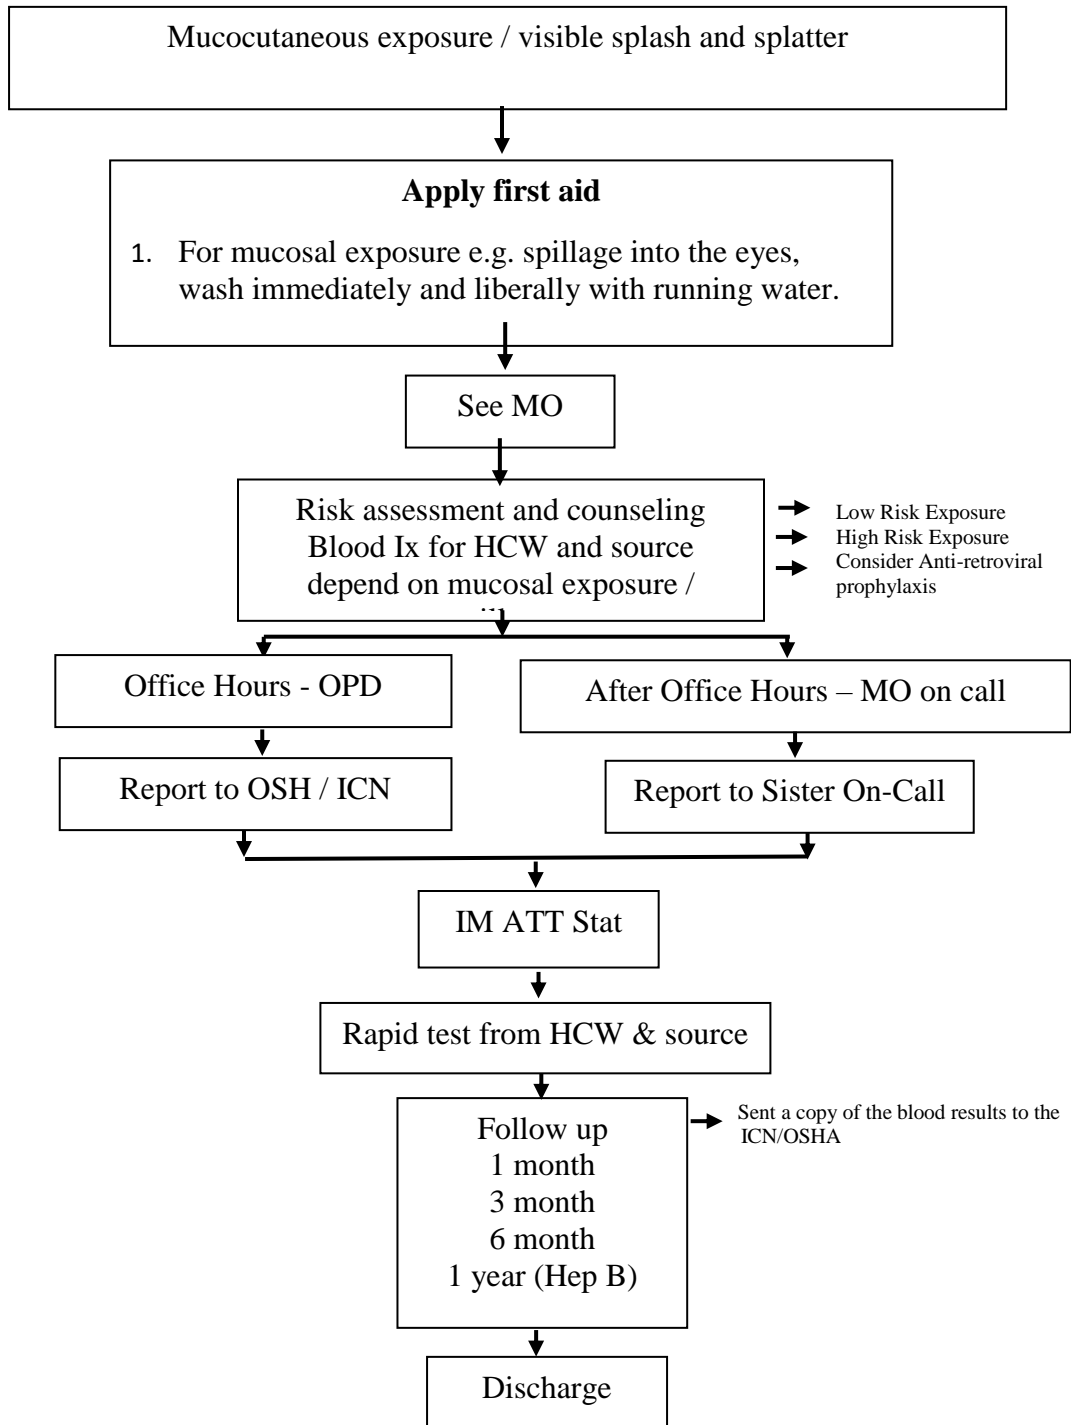 Mucocutaneous exposure / visible splash and splatter
Apply first aid
1. For mucosal exposure e.g. spillage into the eyes,
wash immediately and liberally with running water.
See MO
Risk assessment and counseling
Blood Ix for HCW and source
depend on mucosal exposure /
Low Risk Exposure
High Risk Exposure
Consider Anti-retroviral
prophylaxis
Office Hours - OPD
After Office Hours – MO on call
Report to OSH / ICN
Report to Sister On-Call
IM ATT Stat
Rapid test from HCW & source
Follow up
1 month
3 month
6 month
1 year (Hep B)
Sent a copy of the blood results to the
ICN/OSHA
Discharge